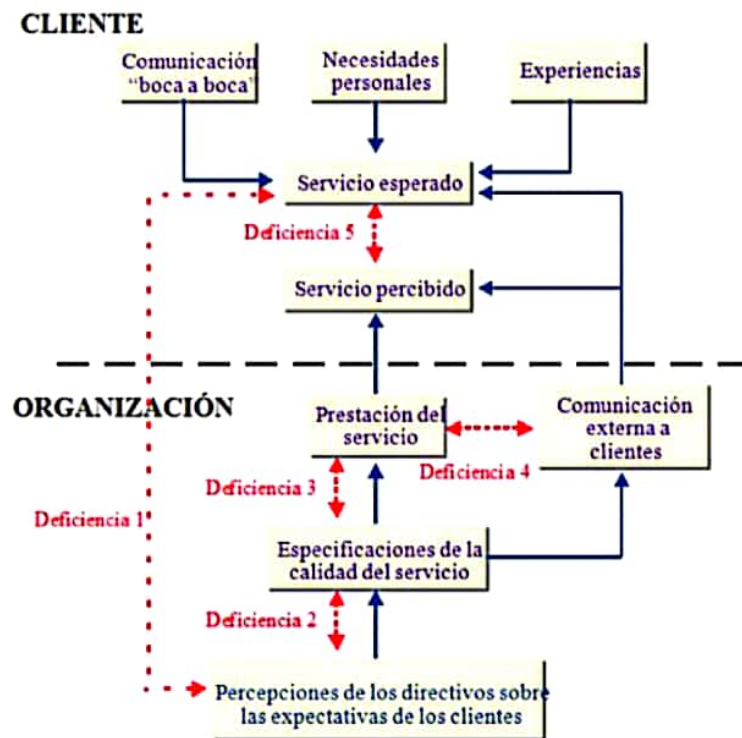 CLIENTE
Comunicación
“boca a boca”
Necesidades
personales
Experiencias
Servicio esperado
Deficiencia 5
Servicio percibido
ORGANIZACIÓN
Prestación del
servicio
Comunicación
externa a
clientes
Deficiencia 4
Deficiencia 3
Deficiencia 1
Especificaciones de la
calidad del servicio
Deficiencia 2
Percepciones de los directivos sobre
las expectativas de los clientes